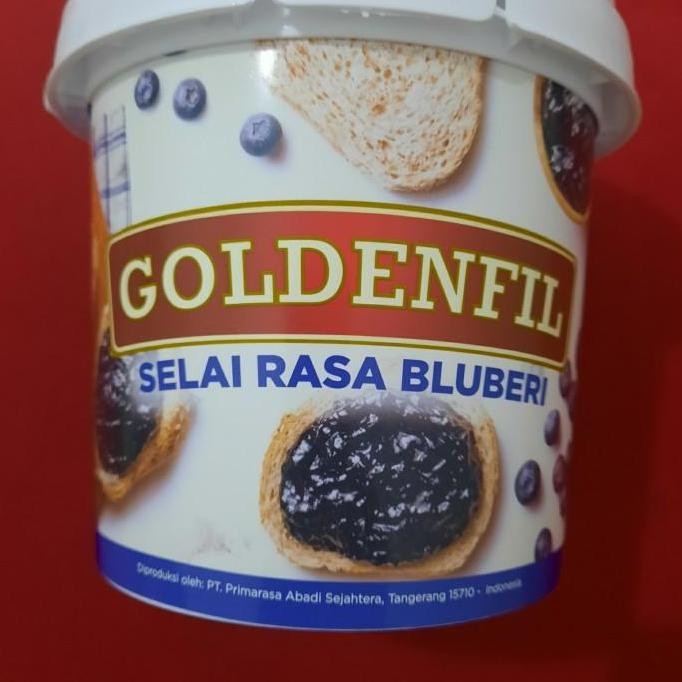 GOLDENFIL
SELAI RASA BLUBERI
Diproduksi oleh: PT. Primarasa Abadi Sejahtera, Tangerang 15710 - Indonesia